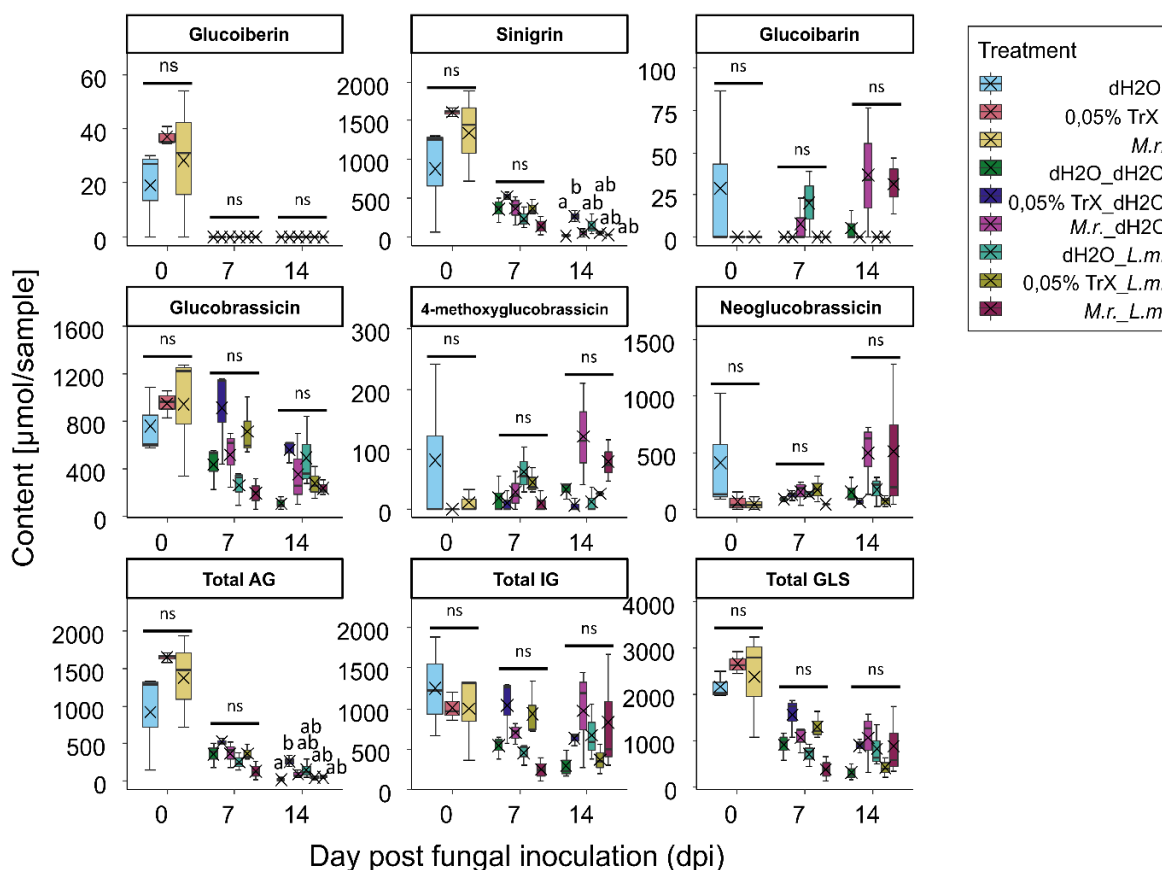 Glucoiberin
Sinigrin
Glucoibarin
ns
60
40
20
0
ns
ns
0
7
14
ns
2000
1500
1000
500
0
ns
a
b
ab
ab
ab
ab
0
7
14
100
75
50
25
0
ns
ns
ns
0
7
14
Treatment
dH2O
0,05% TrX
M.r.
dH2O_dH2O
0,05% TrX_dH2O
M.r._dH2O
dH2O_L.m.
0,05% TrX_L.m.
M.r._L.m.
Glucobrassicin
4-methoxyglucobrassicin
Neoglucobrassicin
1600
1200
800
400
0
ns
ns
ns
0
7
14
300
200
100
0
ns
ns
ns
0
7
14
1500
1000
500
0
ns
ns
ns
0
7
14
Content [µmol/sample]
Total AG
Total IG
Total GLS
2000
1500
1000
500
0
ns
ns
a
b
ab
ab
ab
ab
0
7
14
2000
1500
1000
500
0
ns
ns
ns
0
7
14
4000
3000
2000
1000
0
ns
ns
ns
0
7
14
Day post fungal inoculation (dpi)